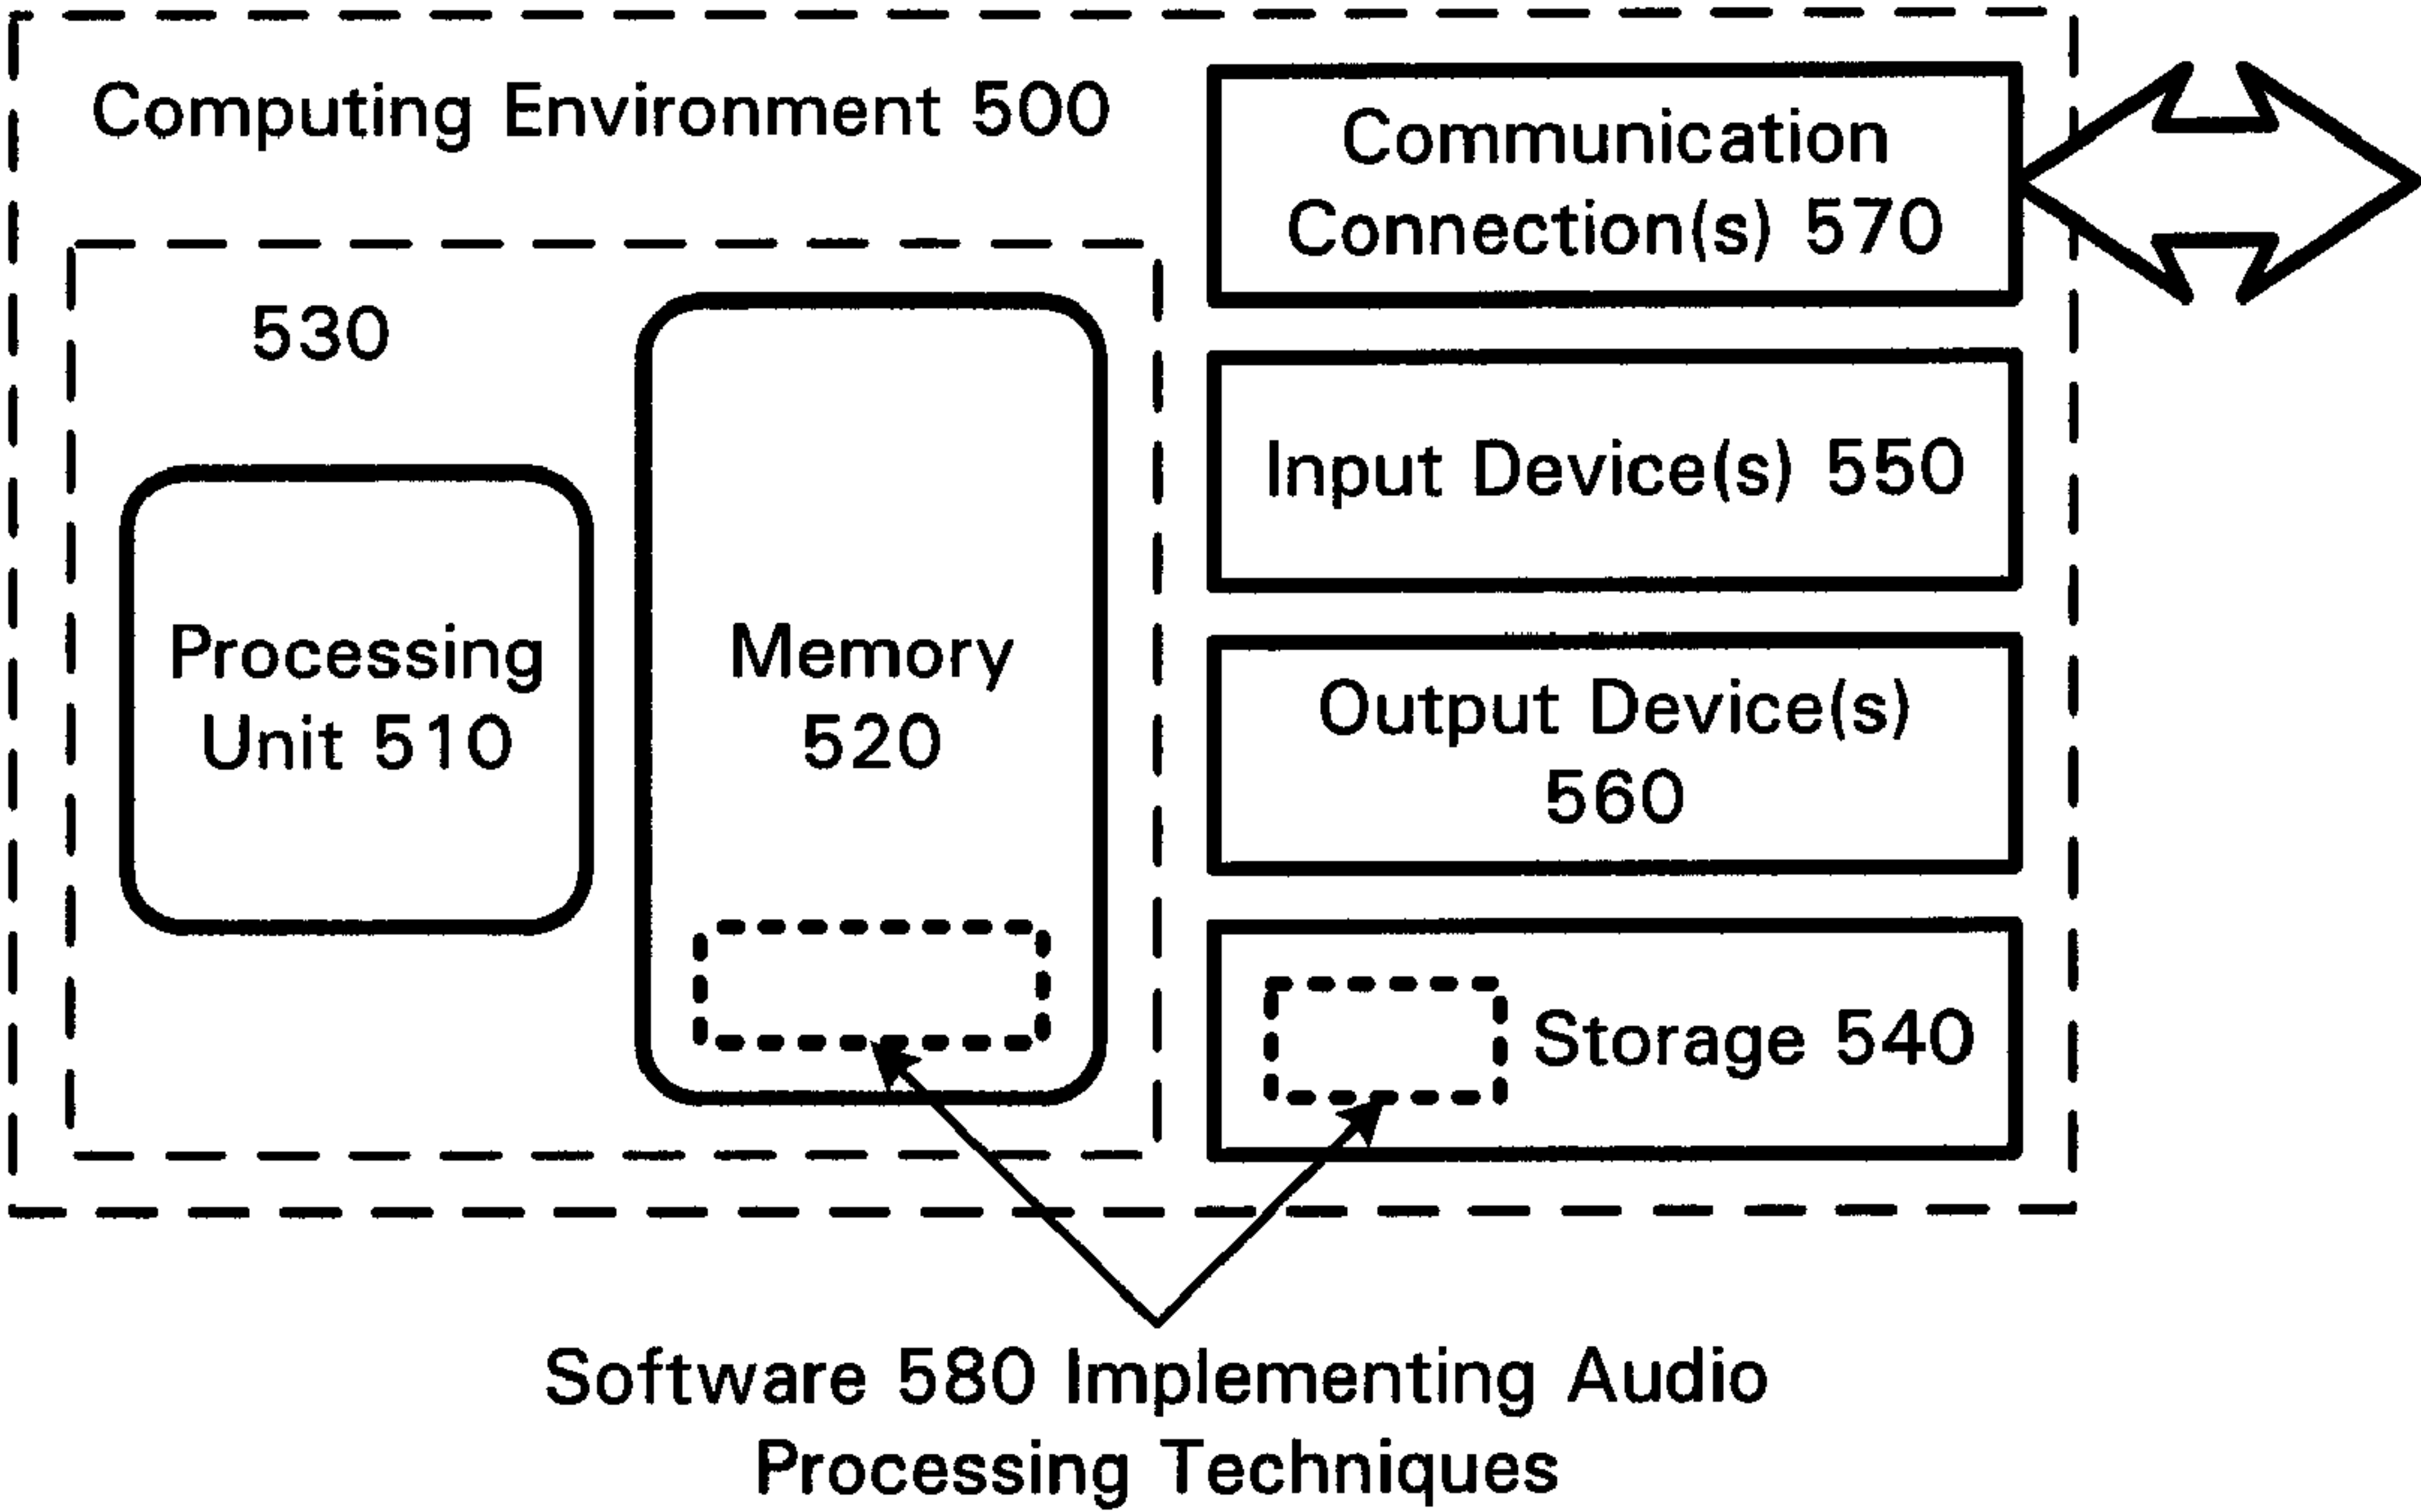 Computing Environment 500
Communication
Connection(s) 570
530
Input Device(s) 550
Processing
Unit 510
Memory
520
Output Device(s)
560
Storage 540
Software 580 Implementing Audio
Processing Techniques